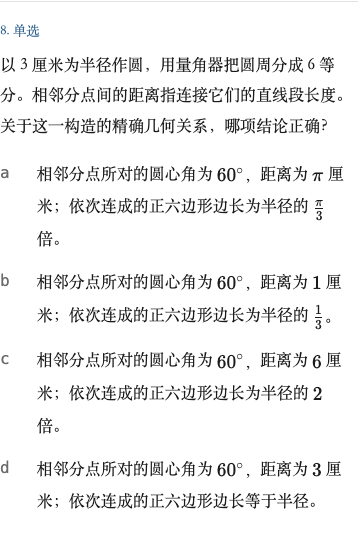 8. 单选
以 3 厘米为半径作圆，用量角器把圆周分成 6 等
分。相邻分点间的距离指连接它们的直线段长度。
关于这一构造的精确几何关系，哪项结论正确？
a 相邻分点所对的圆心角为 60°，距离为 π 厘
米；依次连成的正六边形边长为半径的 π/3
倍。
b 相邻分点所对的圆心角为 60°，距离为 1 厘
米；依次连成的正六边形边长为半径的 1/3。
c 相邻分点所对的圆心角为 60°，距离为 6 厘
米；依次连成的正六边形边长为半径的 2
倍。
d 相邻分点所对的圆心角为 60°，距离为 3 厘
米；依次连成的正六边形边长等于半径。